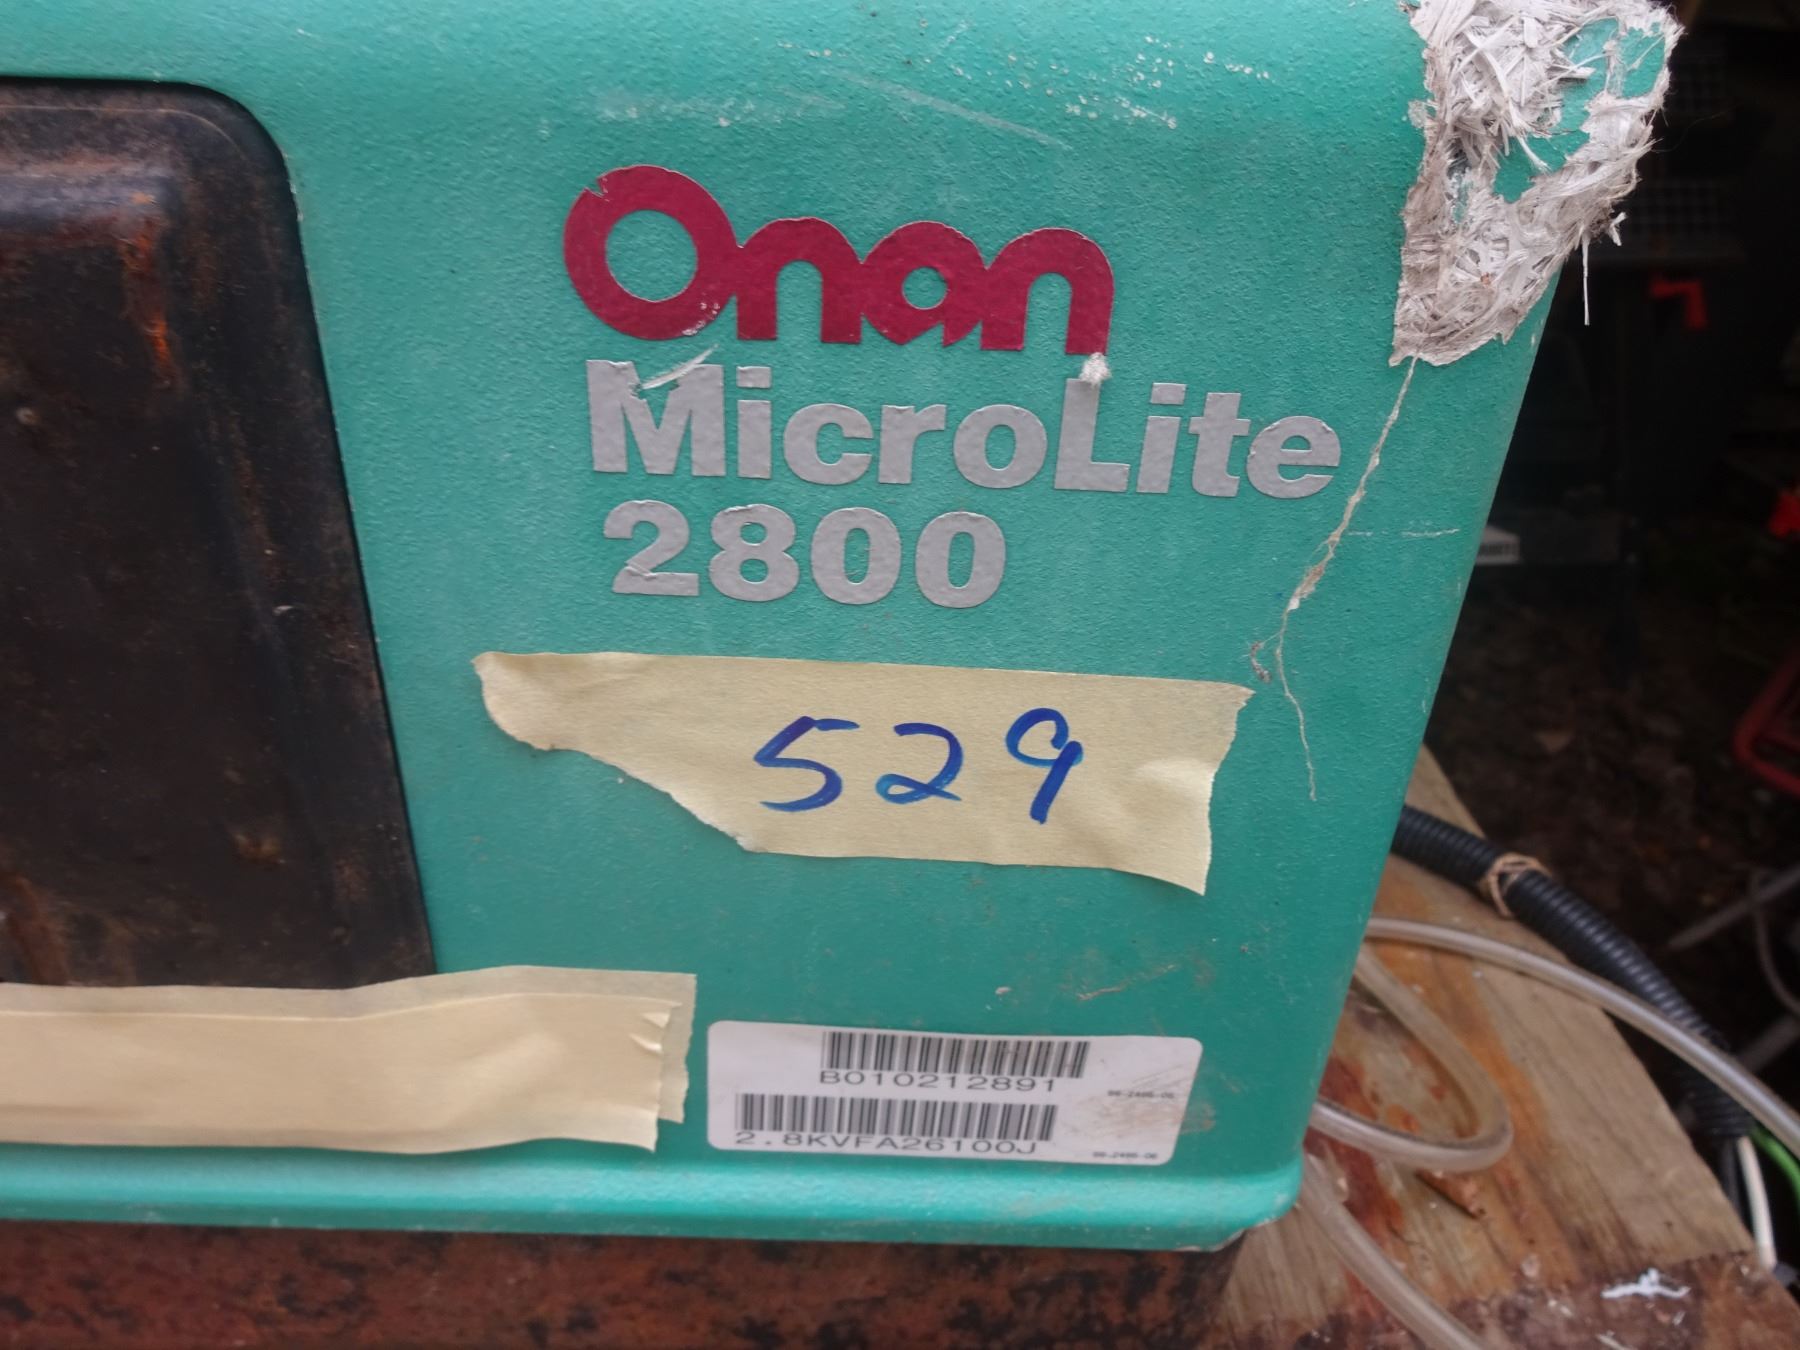 Onan
MicroLite
2800
529
B010212891
2.8KVFA26100J